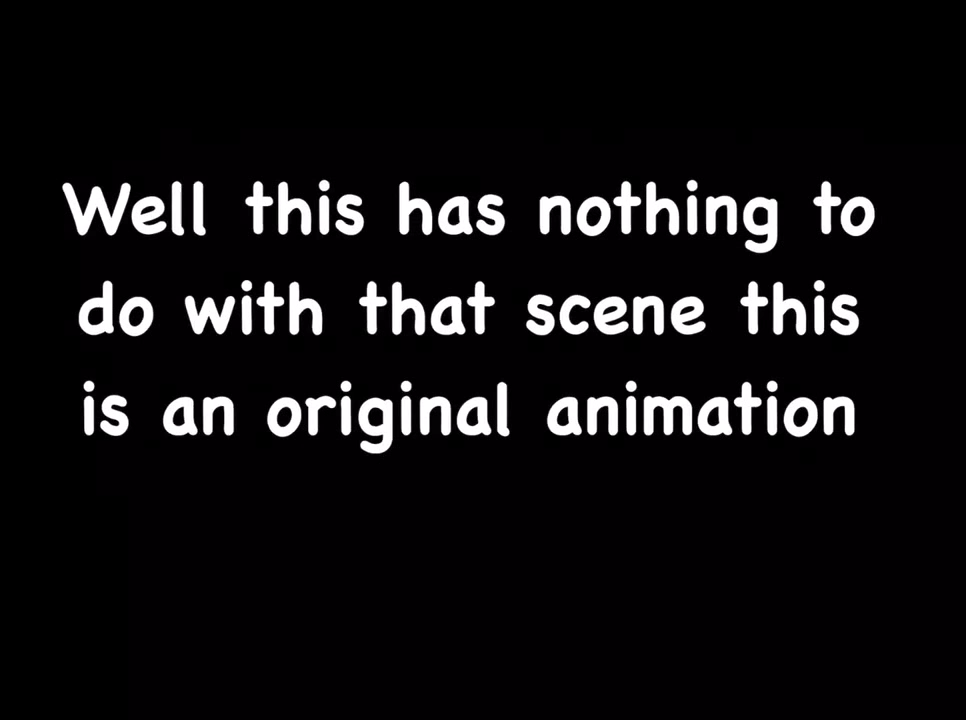 Well this has nothing to
do with that scene this
is an original animation